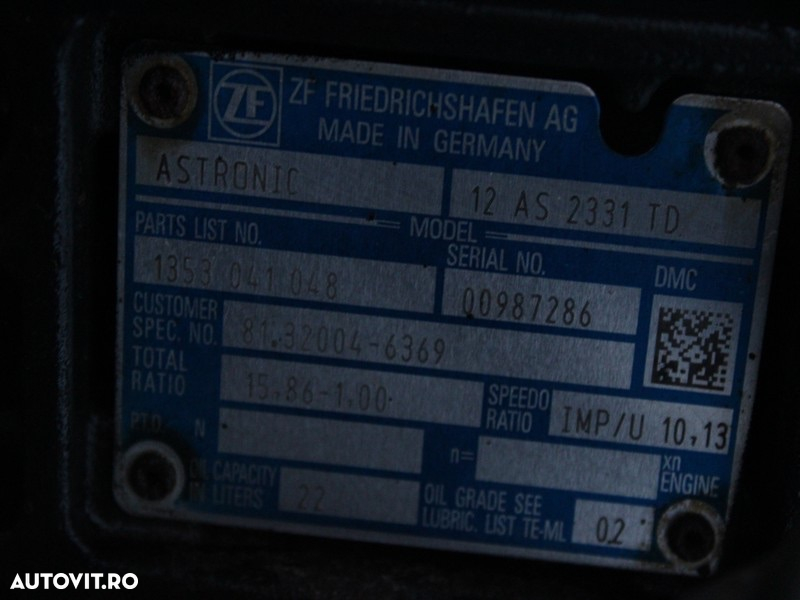 ZF
ZF FRIEDRICHSHAFEN AG
MADE IN GERMANY
ASTRONIC 12 AS 2331 TD
MODEL
PARTS LIST NO. SERIAL NO. DMC
1353 041 048 00987286
CUSTOMER
SPEC. NO. 81.32004-6369
TOTAL
RATIO 15,86-1,00 SPEEDO
RATIO IMP/U 10,13
P.T.O. N n= xn
ENGINE
OIL CAPACITY
IN LITERS 22 OIL GRADE SEE
LUBRIC. LIST TE-ML 02
AUTOVIT.RO